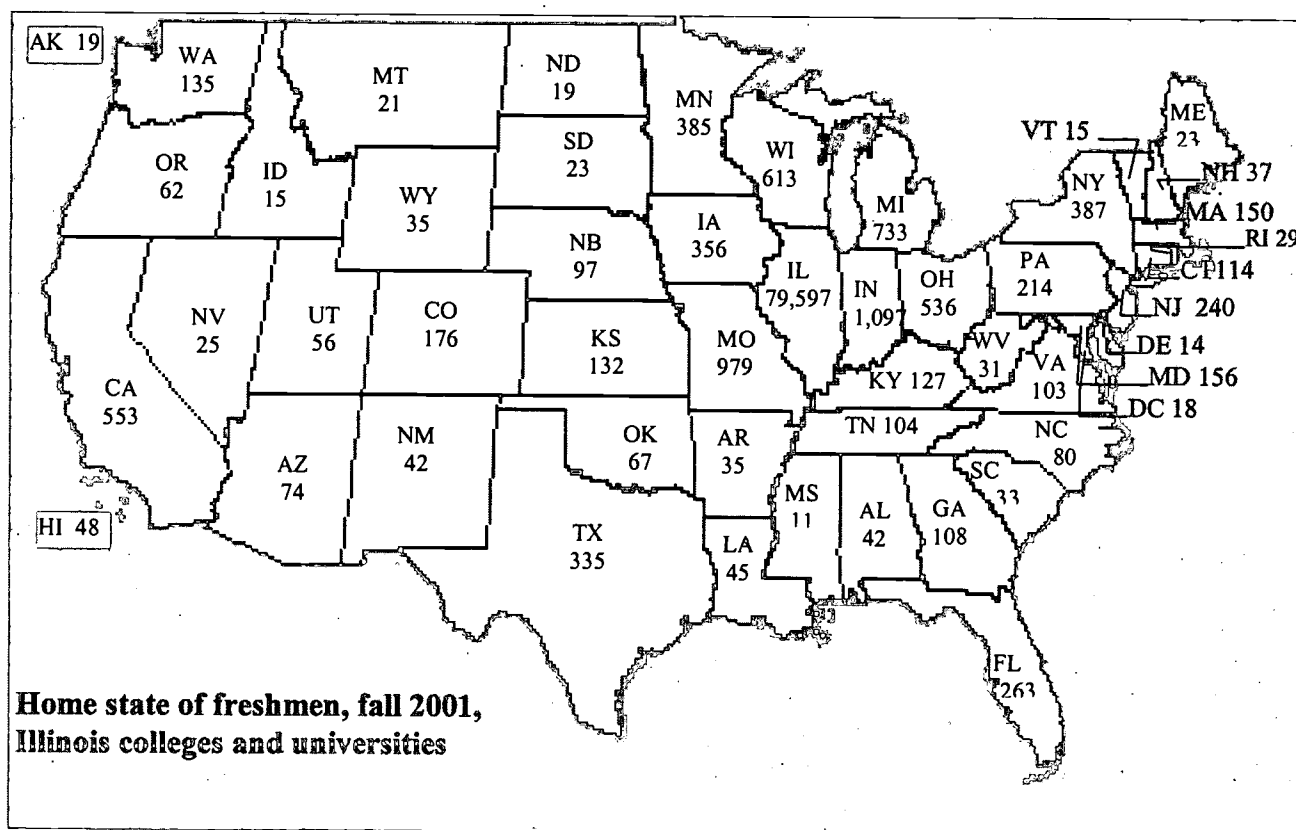 AK 19
WA
135
MT
21
ND
19
MN
385
ME
23
VT 15
OR
62
ID
15
WY
35
SD
23
WI
613
MI
733
NY
387
NH 37
MA 150
RI 29
CT114
NJ 240
DE 14
MD 156
DC 18
NB
97
IA
356
IL
79,597
IN
1,097
OH
536
PA
214
NV
25
UT
56
CO
176
KS
132
MO
979
WV
31
VA
103
KY 127
CA
553
AZ
74
NM
42
OK
67
AR
35
TN 104
NC
80
SC
33
HI 48
TX
335
LA
45
MS
11
AL
42
GA
108
FL
263
Home state of freshmen, fall 2001,
Illinois colleges and universities